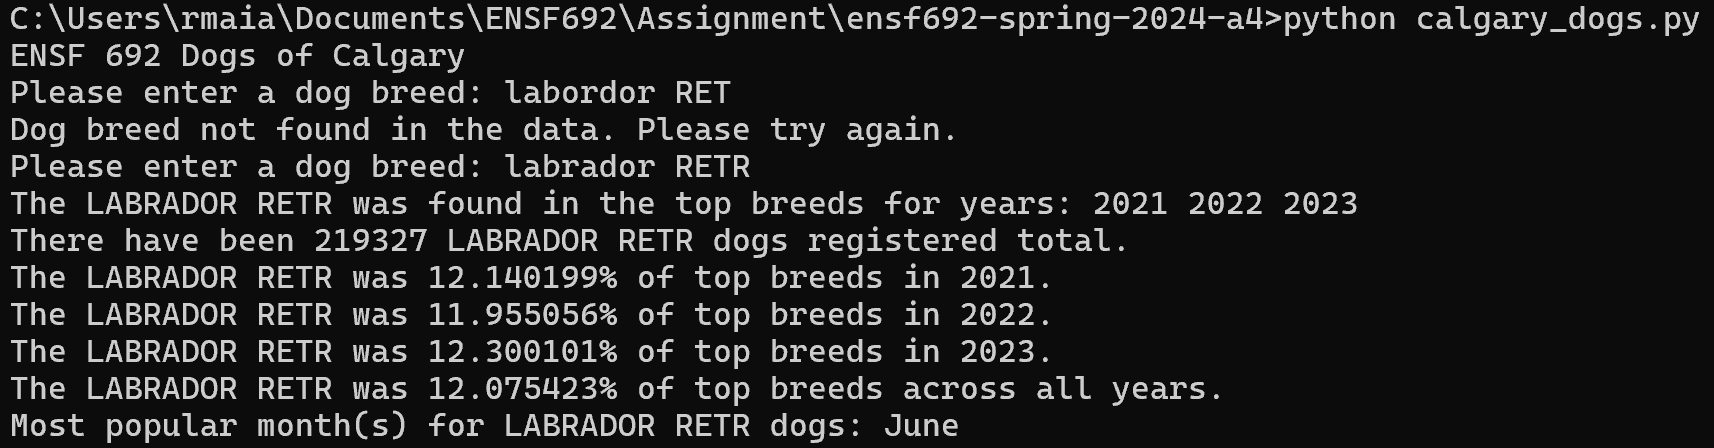 C:\Users\rmaia\Documents\ENSF692\Assignment\ensf692-spring-2024-a4>python calgary_dogs.py
ENSF 692 Dogs of Calgary
Please enter a dog breed: labordor RET
Dog breed not found in the data. Please try again.
Please enter a dog breed: labrador RETR
The LABRADOR RETR was found in the top breeds for years: 2021 2022 2023
There have been 219327 LABRADOR RETR dogs registered total.
The LABRADOR RETR was 12.140199% of top breeds in 2021.
The LABRADOR RETR was 11.955056% of top breeds in 2022.
The LABRADOR RETR was 12.300101% of top breeds in 2023.
The LABRADOR RETR was 12.075423% of top breeds across all years.
Most popular month(s) for LABRADOR RETR dogs: June